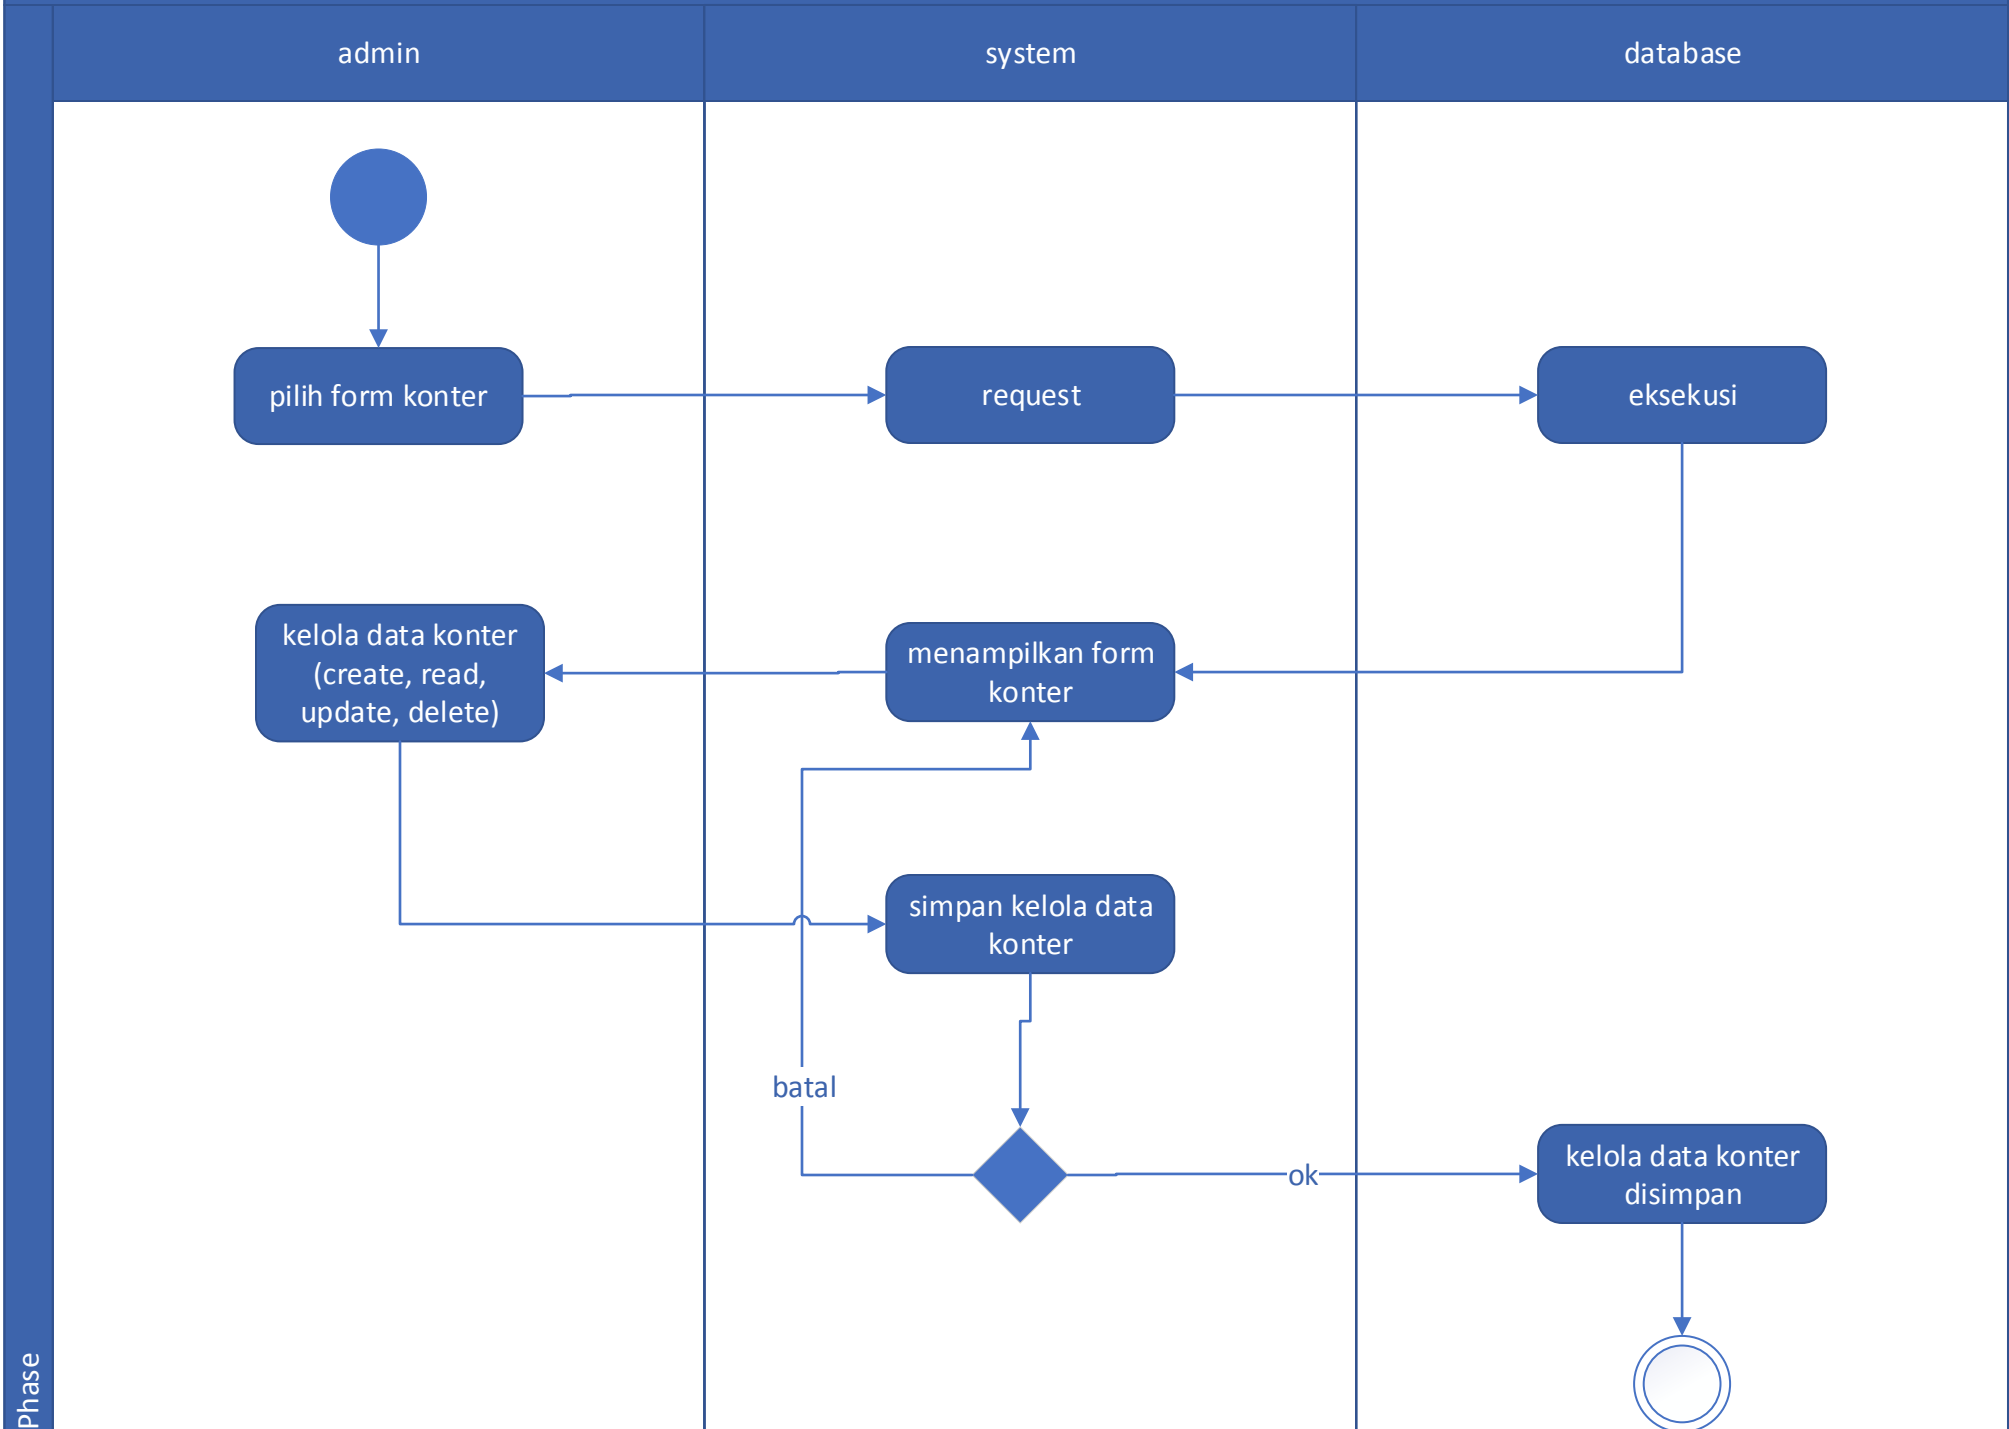 admin
system
database
pilih form konter
request
eksekusi
kelola data konter
(create, read,
update, delete)
menampilkan form
konter
simpan kelola data
konter
batal
ok
kelola data konter
disimpan
Phase